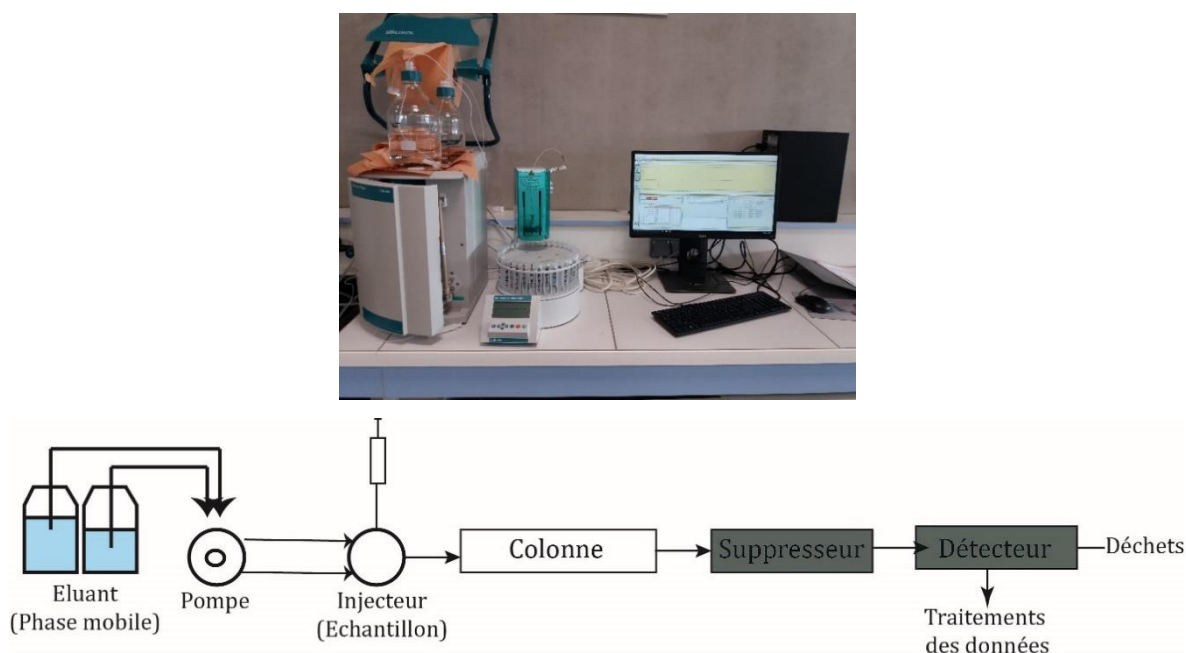 Colonne
Suppresseur
Détecteur
Déchets
Eluant
(Phase mobile)
Pompe
Injecteur
(Echantillon)
Traitements
des données